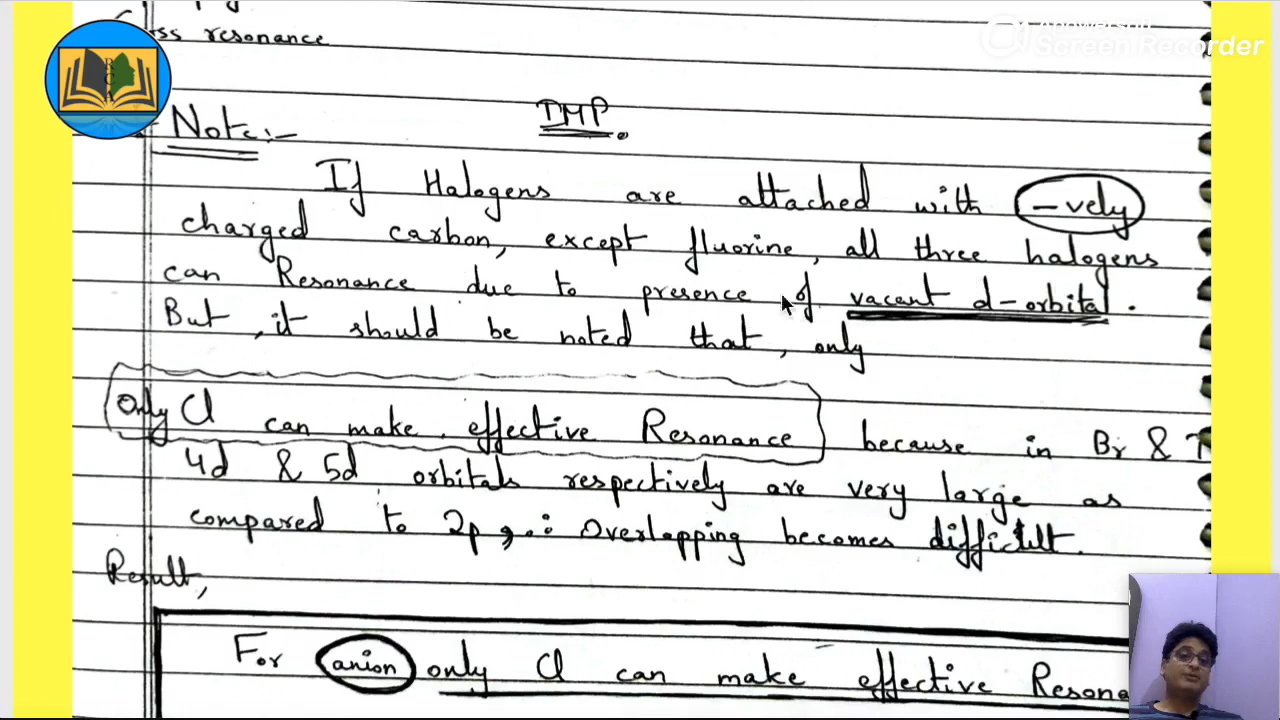 ss resonance
Apowersoft
Screen Recorder
IMP.
Note:-
If Halogens are attached with -vely
charged carbon, except fluorine, all three halogens
can Resonance due to presence of vacant d-orbital.
But, it should be noted that, only
Only Cl can make effective Resonance because in Br &
4d & 5d orbitals respectively are very large as
compared to 2p, ∴ overlapping becomes difficult.
Result,
For anion only Cl can make effective Resona